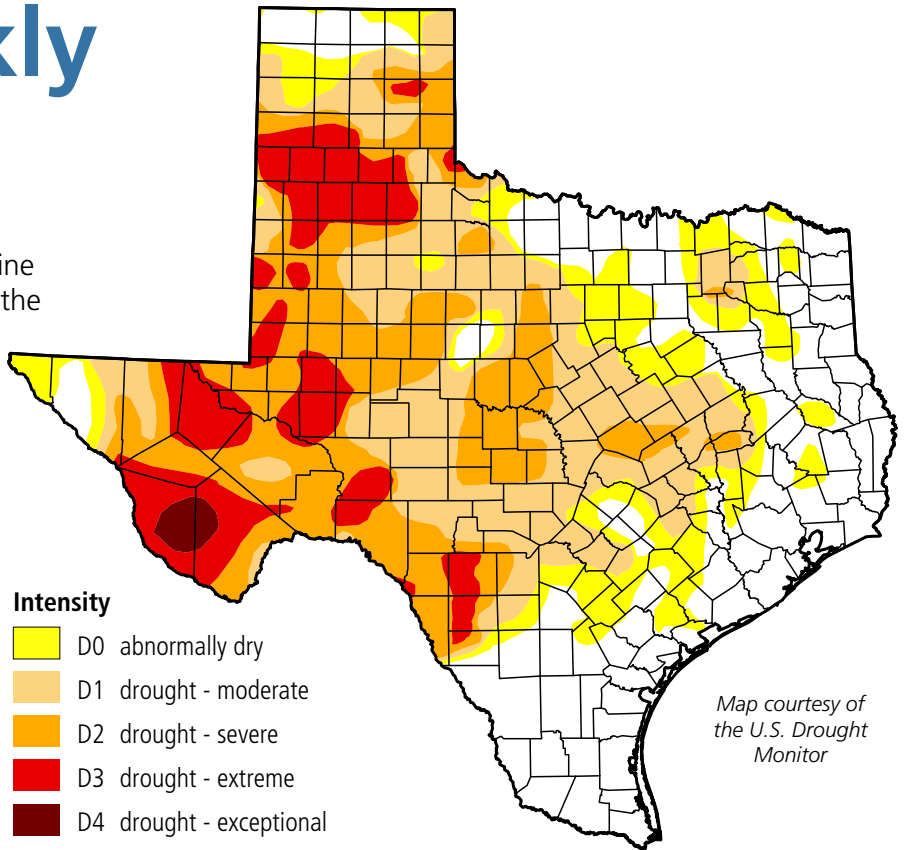 kly
ine
the
Intensity
D0 abnormally dry
D1 drought - moderate
D2 drought - severe
D3 drought - extreme
D4 drought - exceptional
Map courtesy of
the U.S. Drought
Monitor